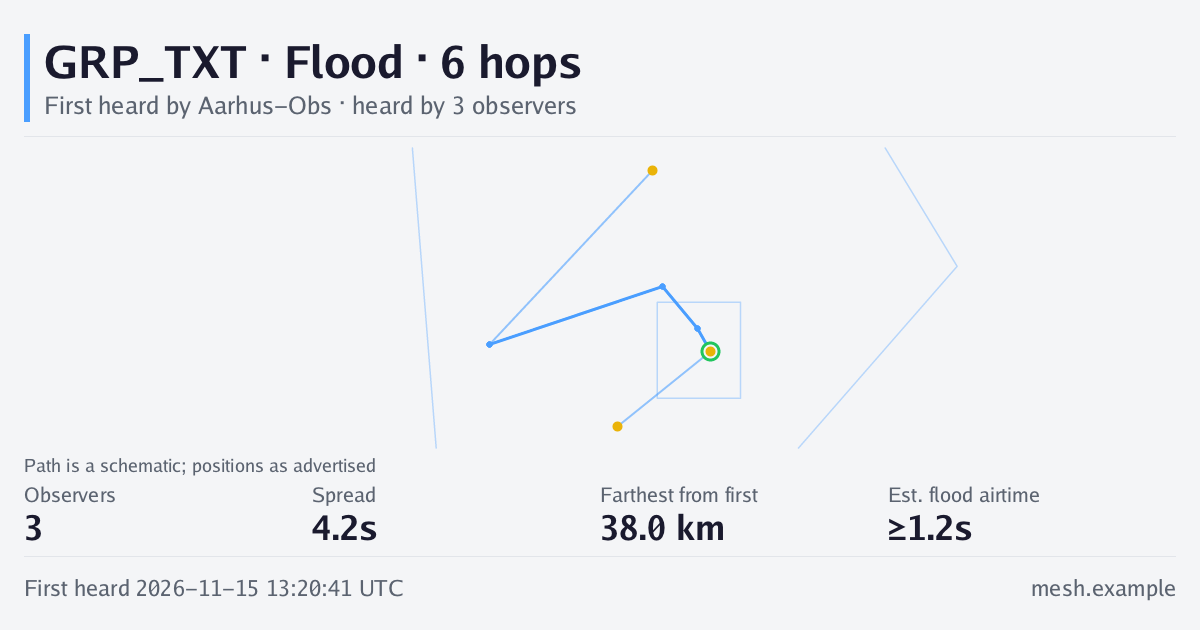 GRP_TXT · Flood · 6 hops
First heard by Aarhus–Obs · heard by 3 observers
Path is a schematic; positions as advertised
Observers
3
Spread
4.2s
Farthest from first
38.0 km
Est. flood airtime
≥1.2s
First heard 2026–11–15 13:20:41 UTC
mesh.example